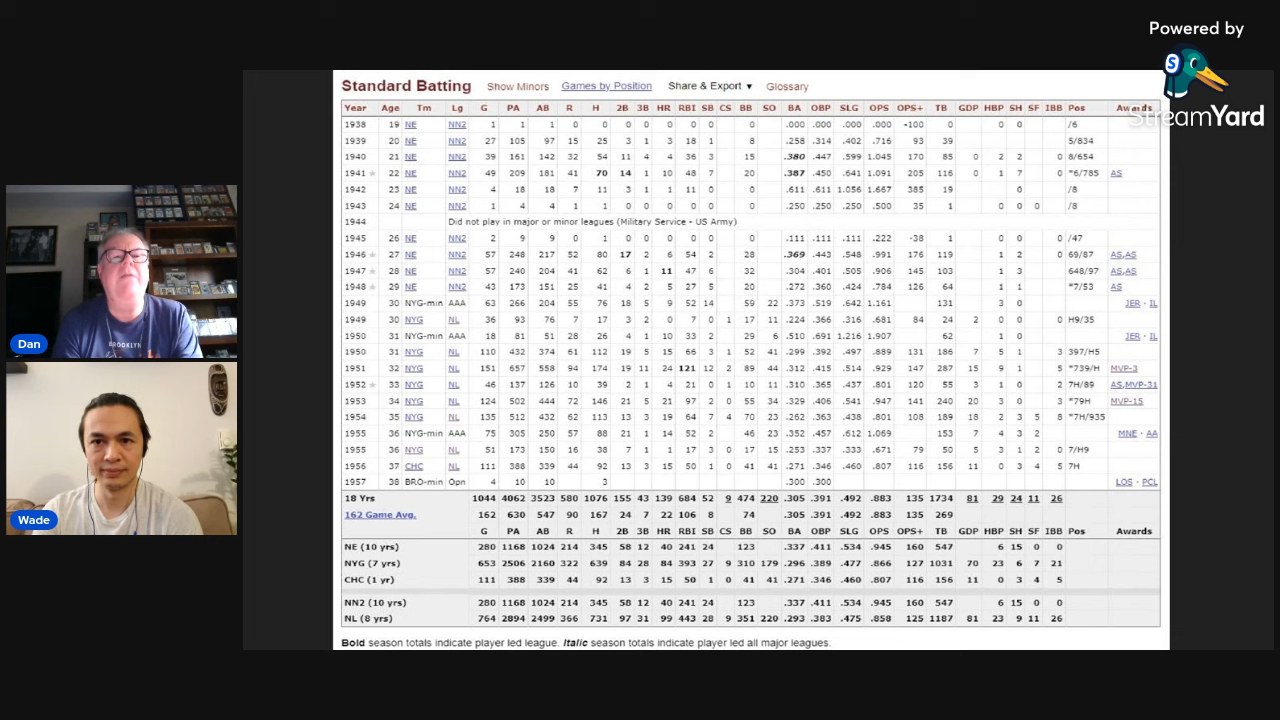 Powered by
StreamYard
Standard Batting Show Minors Games by Position Share & Export ▼ Glossary
Year Age Tm Lg G PA AB R H 2B 3B HR RBI SB CS BB SO BA OBP SLG OPS OPS+ TB GDP HBP SH SF IBB Pos Awards
1938 19 NE NN2 1 1 1 0 0 0 0 0 0 0 0 .000 .000 .000 .000 -100 0 0 0 /6
1939 20 NE NN2 27 105 97 15 25 3 1 3 18 1 8 .258 .314 .402 .716 93 39 5/834
1940 21 NE NN2 39 161 142 32 54 11 4 4 36 3 15 .380 .447 .599 1.045 170 85 0 2 2 0 8/654
1941 22 NE NN2 49 209 181 41 70 14 1 10 48 7 20 .387 .450 .641 1.091 205 116 0 1 7 0 *6/785 AS
1942 23 NE NN2 4 18 18 7 11 3 1 1 11 0 0 .611 .611 1.056 1.667 385 19 0 /8
1943 24 NE NN2 1 4 4 1 1 0 0 0 0 0 0 .250 .250 .250 .500 35 1 0 0 0 /8
1944 Did not play in major or minor leagues (Military Service - US Army)
1945 26 NE NN2 2 9 9 0 1 0 0 0 0 0 0 .111 .111 .111 .222 -38 1 0 0 0 /47
1946 27 NE NN2 57 248 217 52 80 17 2 6 54 2 28 .369 .443 .548 .991 176 119 1 2 0 69/87 AS,AS
1947 28 NE NN2 57 240 204 41 62 6 1 11 47 6 32 .304 .401 .505 .906 145 103 1 3 648/97 AS,AS
1948 29 NE NN2 43 173 151 25 41 4 2 5 27 5 20 .272 .360 .424 .784 126 64 1 1 *7/53 AS
1949 30 NYG-min AAA 63 266 204 55 76 18 5 9 52 14 59 22 .373 .519 .642 1.161 131 3 0 JER · IL
1949 30 NYG NL 36 93 76 7 17 3 2 0 7 0 1 17 11 .224 .366 .316 .681 84 24 2 0 0 0 H9/35
1950 31 NYG-min AAA 18 81 51 28 26 4 1 10 33 2 29 6 .510 .691 1.216 1.907 62 1 0 JER · IL
1950 31 NYG NL 110 432 374 61 112 19 5 15 66 3 1 52 41 .299 .392 .497 .889 131 186 7 5 1 3 397/H5
1951 32 NYG NL 151 657 558 94 174 19 11 24 121 12 2 89 44 .312 .415 .514 .929 147 287 15 9 1 5 *739/H MVP-3
1952 33 NYG NL 46 137 126 10 39 2 4 1 21 0 1 10 11 .310 .365 .437 .801 120 55 3 1 0 2 7H/89 AS,MVP-31
1953 34 NYG NL 124 502 444 72 146 21 5 21 97 2 0 55 34 .329 .406 .541 .947 141 240 20 3 0 3 *79H MVP-15
1954 35 NYG NL 135 512 432 62 113 13 3 19 64 7 4 70 23 .262 .363 .438 .801 108 189 18 2 3 5 8 *7H/935
1955 36 NYG-min AAA 75 305 250 57 88 21 1 14 52 2 46 23 .352 .457 .612 1.069 153 7 4 3 2 MNE · AA
1955 36 NYG NL 51 173 150 16 38 7 1 1 17 3 0 17 15 .253 .337 .333 .671 79 50 5 3 1 2 0 7/H9
1956 37 CHC NL 111 388 339 44 92 13 3 15 50 1 0 41 41 .271 .346 .460 .807 116 156 11 0 3 4 5 7H
1957 38 BRO-min Opn 4 10 10 3 .300 .300 LOS · PCL
18 Yrs 1044 4062 3523 580 1076 155 43 139 684 52 9 474 220 .305 .391 .492 .883 135 1734 81 29 24 11 26
162 Game Avg. 162 630 547 90 167 24 7 22 106 8 74 .305 .391 .492 .883 135 269
G PA AB R H 2B 3B HR RBI SB CS BB SO BA OBP SLG OPS OPS+ TB GDP HBP SH SF IBB Pos Awards
NE (10 yrs) 280 1168 1024 214 345 58 12 40 241 24 123 .337 .411 .534 .945 160 547 6 15 0 0
NYG (7 yrs) 653 2506 2160 322 639 84 28 84 393 27 9 310 179 .296 .389 .477 .866 127 1031 70 23 6 7 21
CHC (1 yr) 111 388 339 44 92 13 3 15 50 1 0 41 41 .271 .346 .460 .807 116 156 11 0 3 4 5
NN2 (10 yrs) 280 1168 1024 214 345 58 12 40 241 24 123 .337 .411 .534 .945 160 547 6 15 0 0
NL (8 yrs) 764 2894 2499 366 731 97 31 99 443 28 9 351 220 .293 .383 .475 .858 125 1187 81 23 9 11 26
Bold season totals indicate player led league. Italic season totals indicate player led all major leagues.
BROOKLYN
Dan
Wade